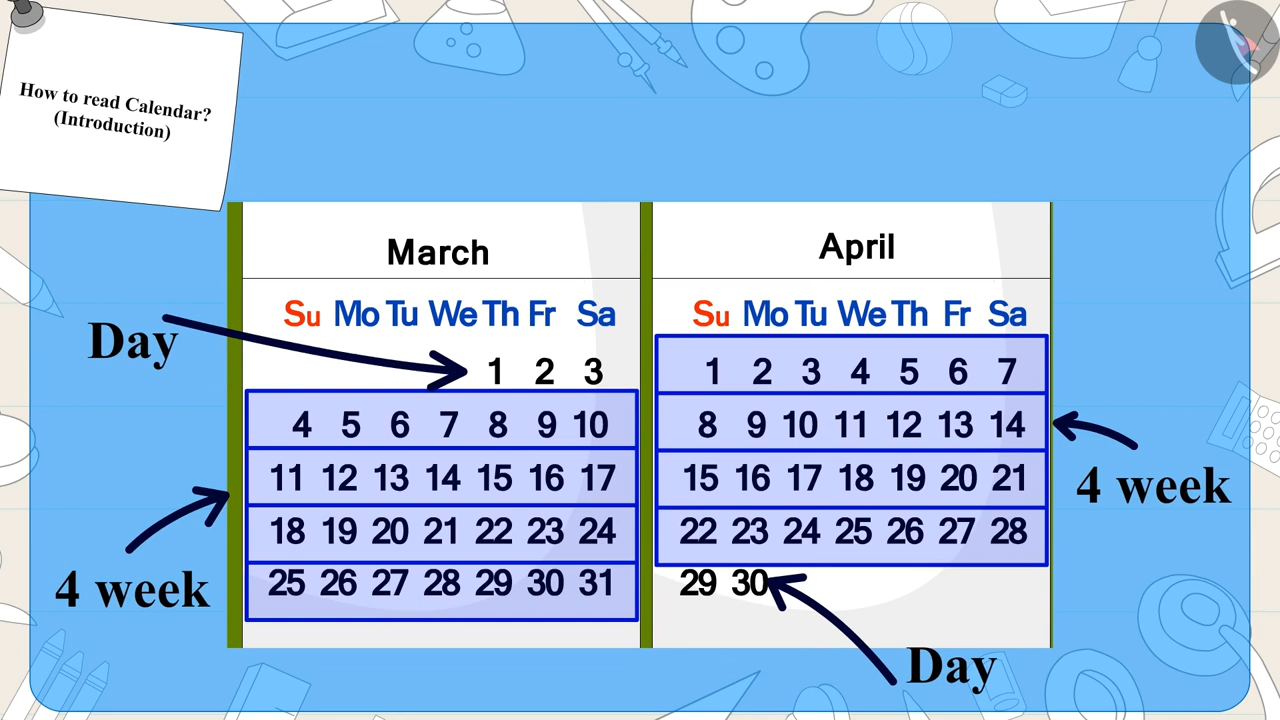 How to read Calendar?
(Introduction)
March
Su Mo Tu We Th Fr Sa
1 2 3
4 5 6 7 8 9 10
11 12 13 14 15 16 17
18 19 20 21 22 23 24
25 26 27 28 29 30 31
April
Su Mo Tu We Th Fr Sa
1 2 3 4 5 6 7
8 9 10 11 12 13 14
15 16 17 18 19 20 21
22 23 24 25 26 27 28
29 30
Day
4 week
4 week
Day